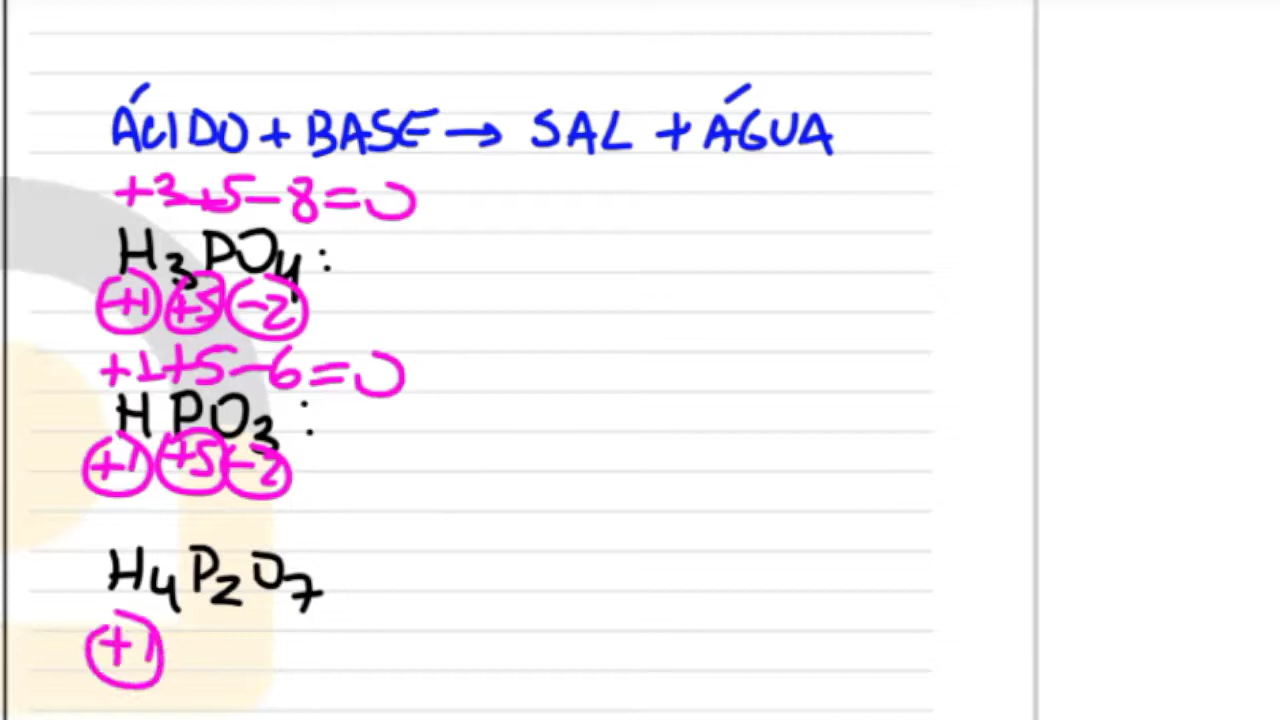 ÁCIDO + BASE → SAL + ÁGUA
+3+5-8=0
H₃PO₄:
+1 +5 -2
+1+5-6=0
HPO₃:
+1 +5 -2
H₄P₂O₇
+1